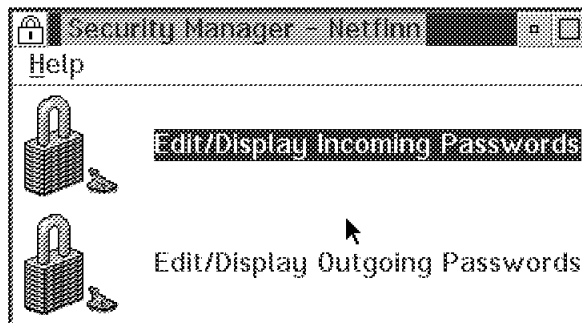 Security Manager - Netfinn
Help
Edit/Display Incoming Passwords
Edit/Display Outgoing Passwords